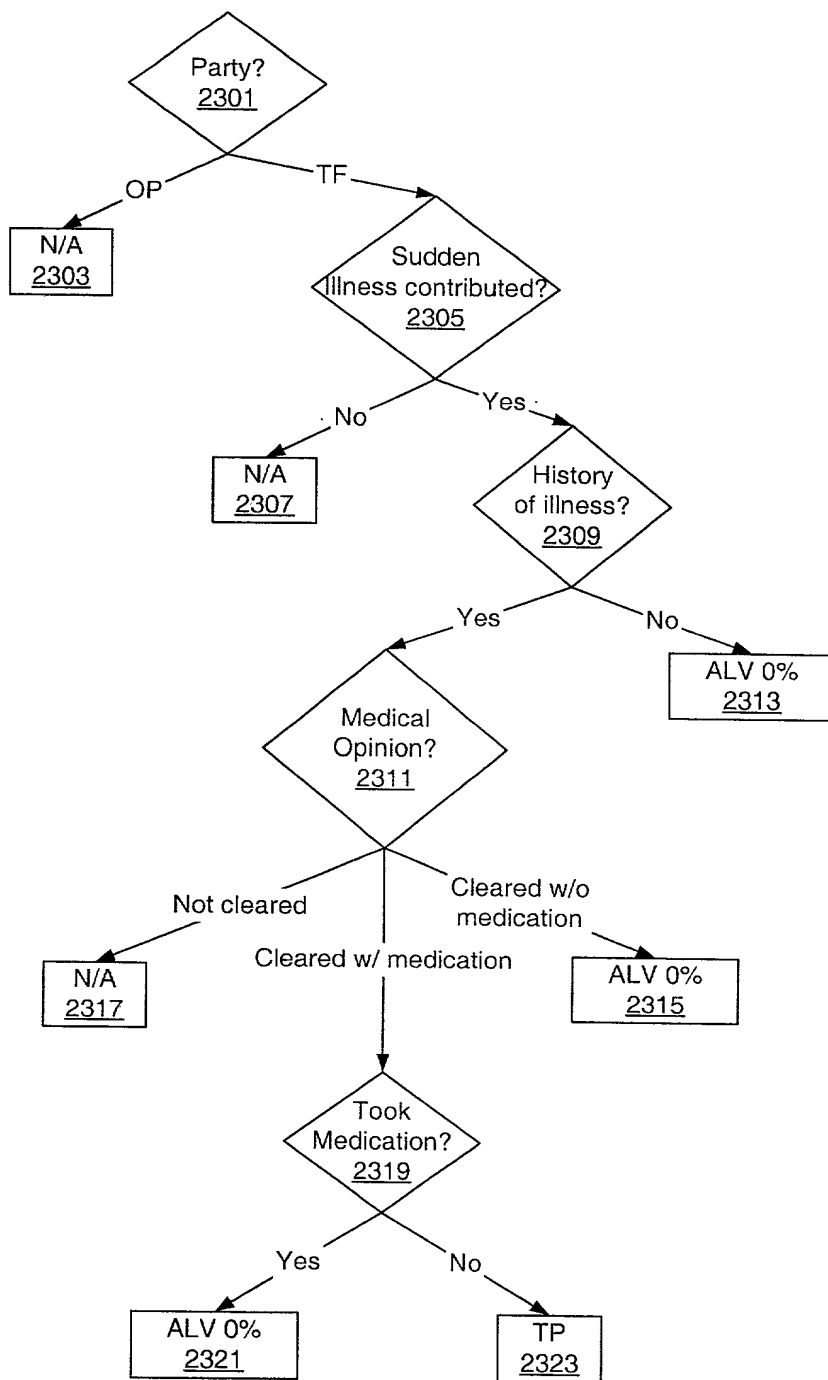 Party?
2301
OP
TF
N/A
2303
Sudden
Illness contributed?
2305
No
Yes
N/A
2307
History
of illness?
2309
Yes
No
ALV 0%
2313
Medical
Opinion?
2311
Not cleared
Cleared w/ medication
Cleared w/o
medication
N/A
2317
ALV 0%
2315
Took
Medication?
2319
Yes
No
ALV 0%
2321
TP
2323